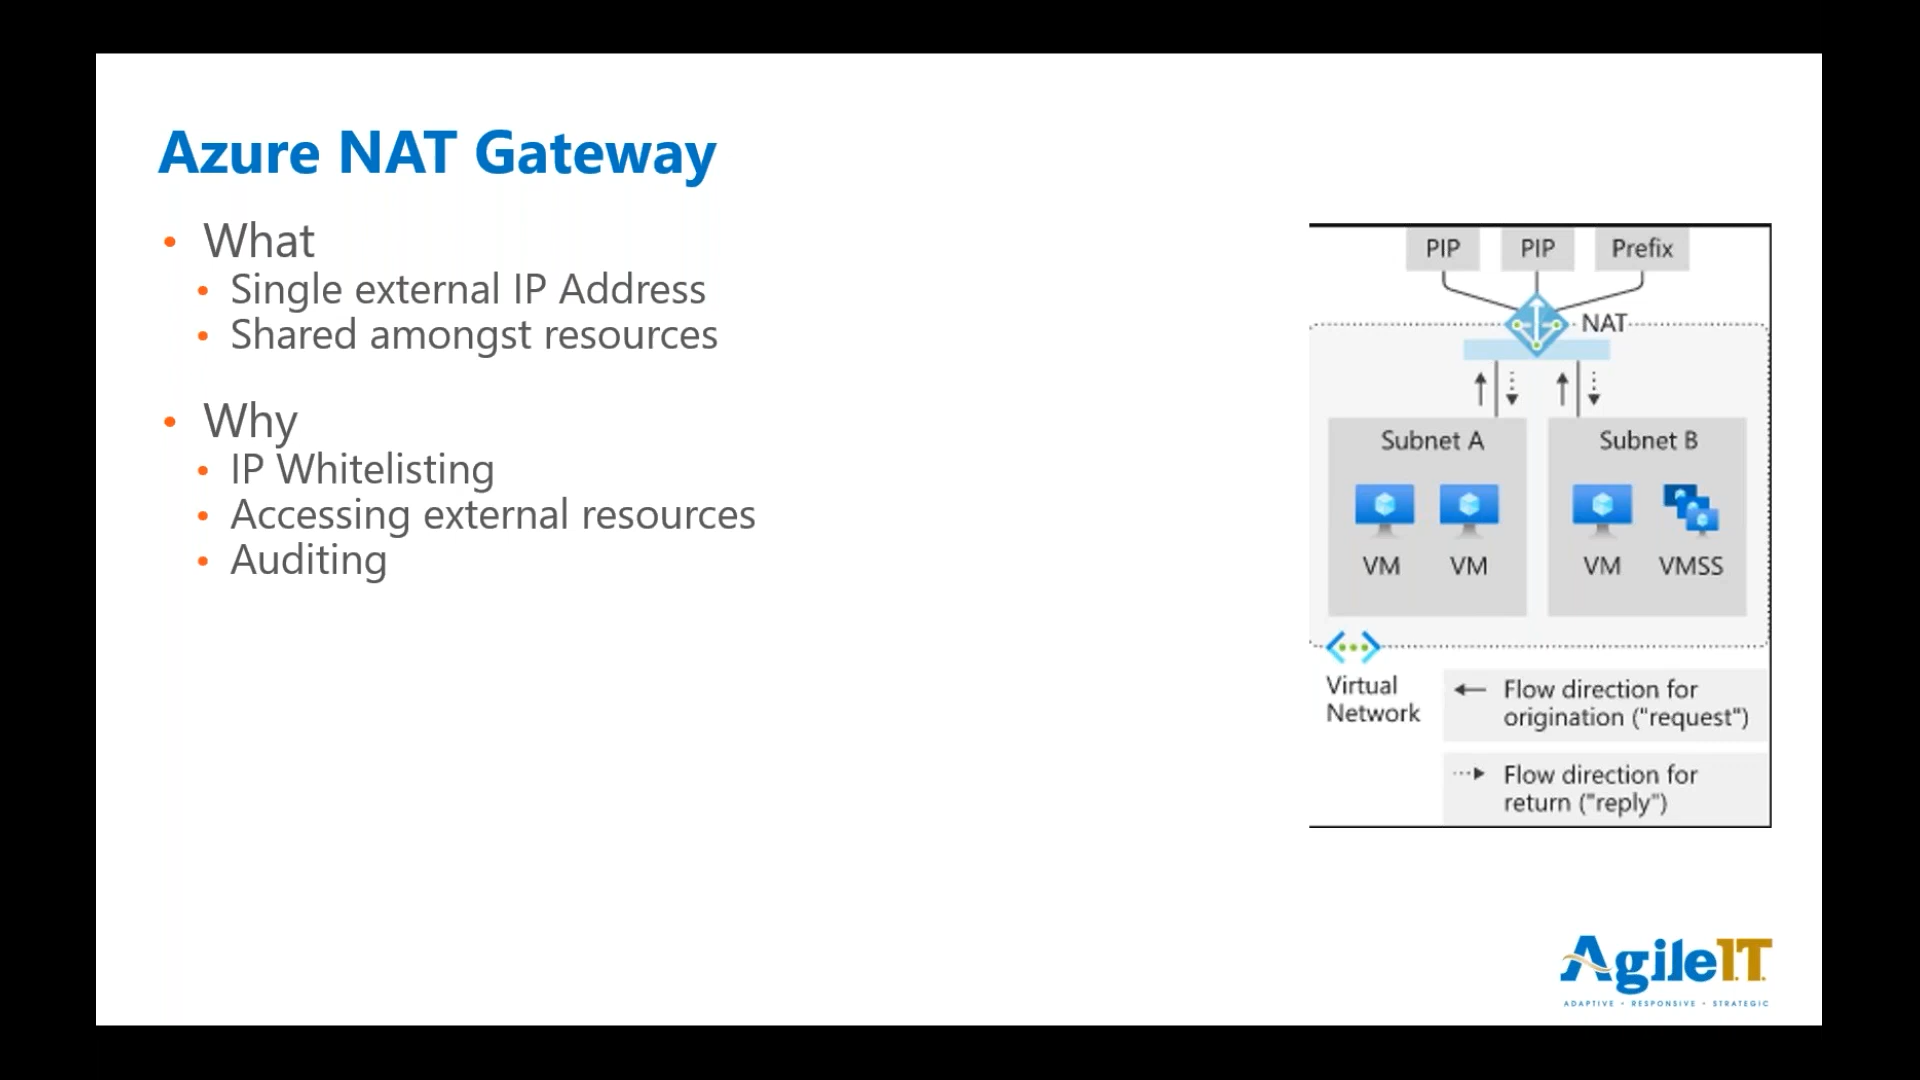 Azure NAT Gateway
What
Single external IP Address
Shared amongst resources
Why
IP Whitelisting
Accessing external resources
Auditing
PIP PIP Prefix
NAT
Subnet A Subnet B
VM VM VM VMSS
Virtual
Network
Flow direction for
origination ("request")
Flow direction for
return ("reply")
AgileIT
ADAPTIVE • RESPONSIVE • STRATEGIC